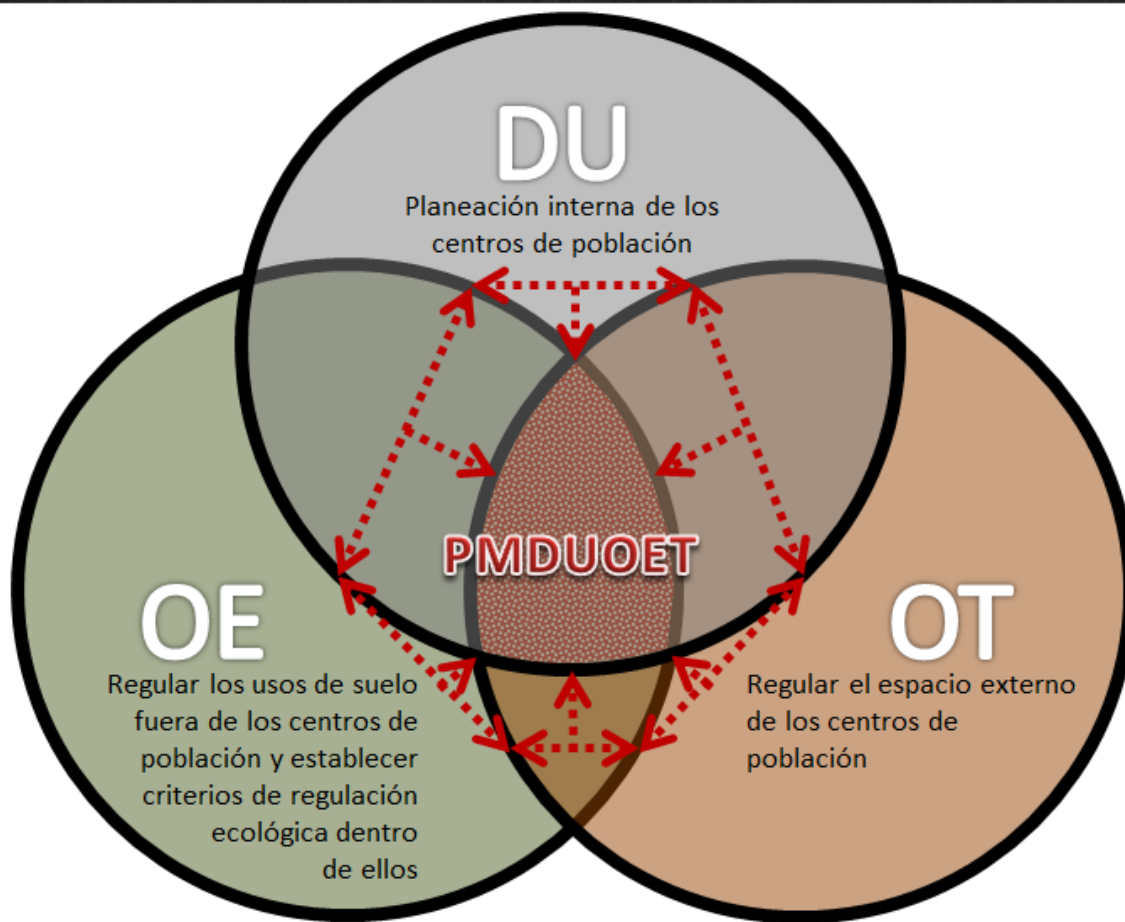 DU
Planeación interna de los
centros de población
PMDUOET
OE
Regular los usos de suelo
fuera de los centros de
población y establecer
criterios de regulación
ecológica dentro
de ellos
OT
Regular el espacio externo
de los centros de
población